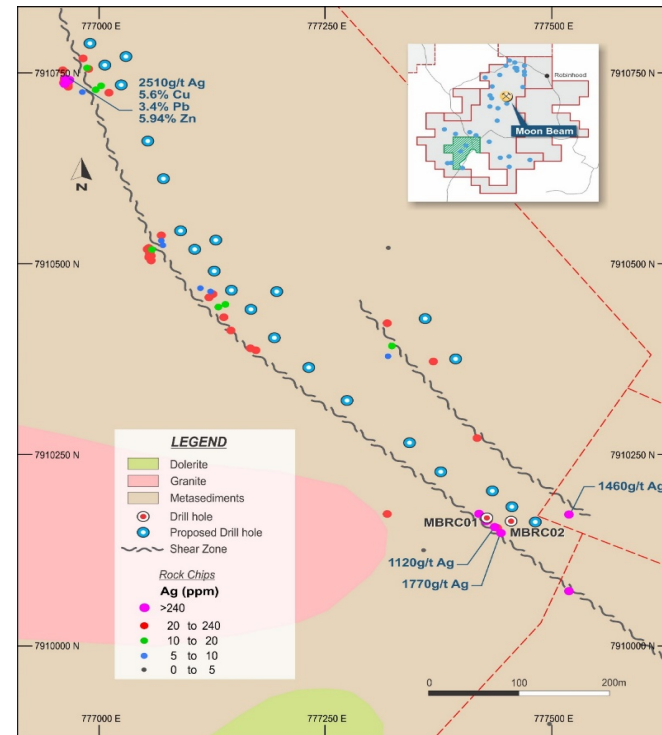 777000 E
777250 E
777500 E
7910750 N
7910750 N
2510g/t Ag
5.6% Cu
3.4% Pb
5.94% Zn
Robinhood
Moon Beam
N
7910500 N
7910500 N
7910250 N
7910250 N
LEGEND
Dolerite
Granite
Metasediments
Drill hole
Proposed Drill hole
Shear Zone
Rock Chips
Ag (ppm)
>240
20 to 240
10 to 20
5 to 10
0 to 5
1460g/t Ag
MBRC01
MBRC02
1120g/t Ag
1770g/t Ag
7910000 N
7910000 N
0 100 200m
777000 E
777250 E
777500 E